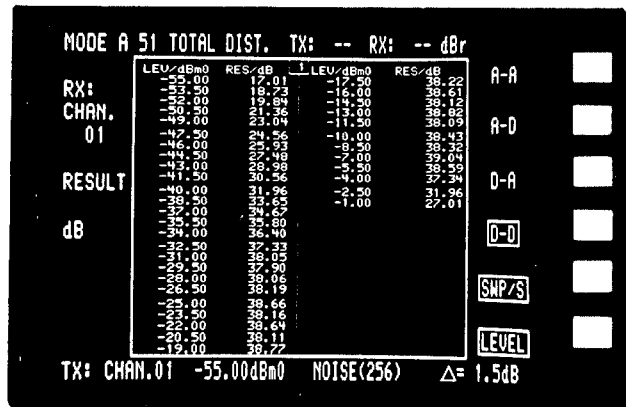 MODE A 51 TOTAL DIST. TX: -- RX: -- dBr
RX:
CHAN.
01
RESULT
dB
LEV/dBm0 RES/dB 1 LEV/dBm0 RES/dB
-55.00 17.01 -17.50 38.22
-53.50 18.73 -16.00 38.61
-52.00 19.84 -14.50 38.12
-50.50 21.36 -13.00 38.82
-49.00 23.04 -11.50 38.09
-47.50 24.56 -10.00 38.43
-46.00 25.93 -8.50 38.32
-44.50 27.48 -7.00 39.04
-43.00 28.98 -5.50 38.59
-41.50 30.56 -4.00 37.34
-40.00 31.96 -2.50 31.96
-38.50 33.65 -1.00 27.01
-37.00 34.67
-35.50 35.80
-34.00 36.40
-32.50 37.33
-31.00 38.05
-29.50 37.90
-28.00 38.06
-26.50 38.19
-25.00 38.66
-23.50 38.16
-22.00 38.64
-20.50 38.11
-19.00 38.77
A-A
A-D
D-A
D-D
SWP/S
LEVEL
TX: CHAN.01 -55.00dBm0 NOISE(256) Δ= 1.5dB